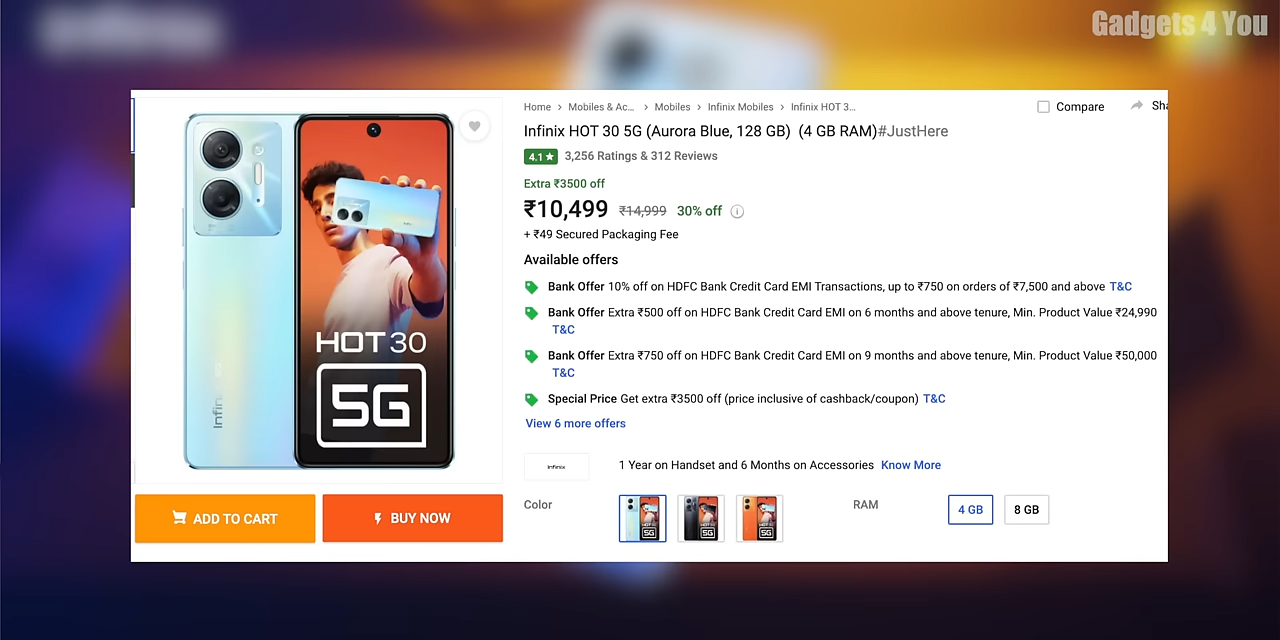 Gadgets 4 You
Home > Mobiles & Ac... > Mobiles > Infinix Mobiles > Infinix HOT 3...
Compare
Sha
Infinix HOT 30 5G (Aurora Blue, 128 GB) (4 GB RAM)#JustHere
4.1★ 3,256 Ratings & 312 Reviews
Extra ₹3500 off
₹10,499 ₹14,999 30% off
+ ₹49 Secured Packaging Fee
Available offers
Bank Offer 10% off on HDFC Bank Credit Card EMI Transactions, up to ₹750 on orders of ₹7,500 and above T&C
Bank Offer Extra ₹500 off on HDFC Bank Credit Card EMI on 6 months and above tenure, Min. Product Value ₹24,990
T&C
Bank Offer Extra ₹750 off on HDFC Bank Credit Card EMI on 9 months and above tenure, Min. Product Value ₹50,000
T&C
Special Price Get extra ₹3500 off (price inclusive of cashback/coupon) T&C
View 6 more offers
Infinix
1 Year on Handset and 6 Months on Accessories Know More
Color
RAM
4 GB
8 GB
HOT 30
5G
Infinix
ADD TO CART
BUY NOW